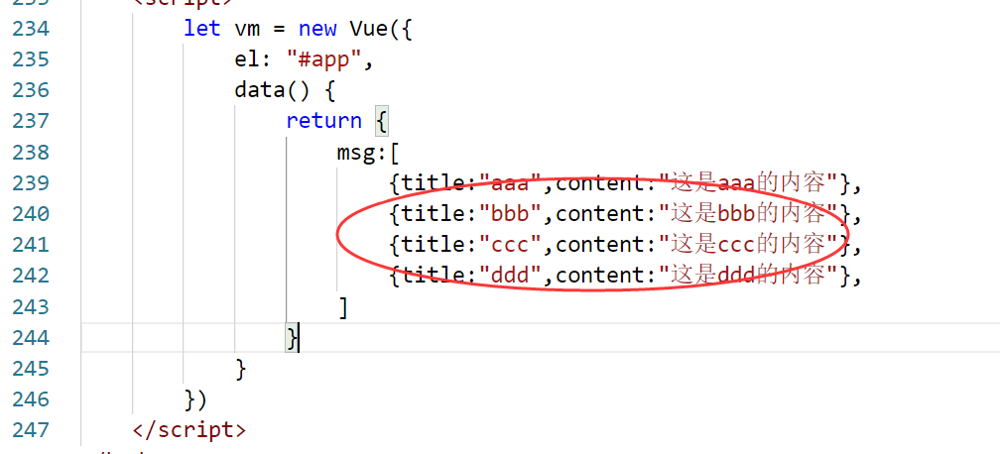 <script>
234 let vm = new Vue({
235 el: "#app",
236 data() {
237 return {
238 msg:[
239 {title:"aaa",content:"这是aaa的内容"},
240 {title:"bbb",content:"这是bbb的内容"},
241 {title:"ccc",content:"这是ccc的内容"},
242 {title:"ddd",content:"这是ddd的内容"},
243 ]
244 }
245 }
246 })
247 </script>